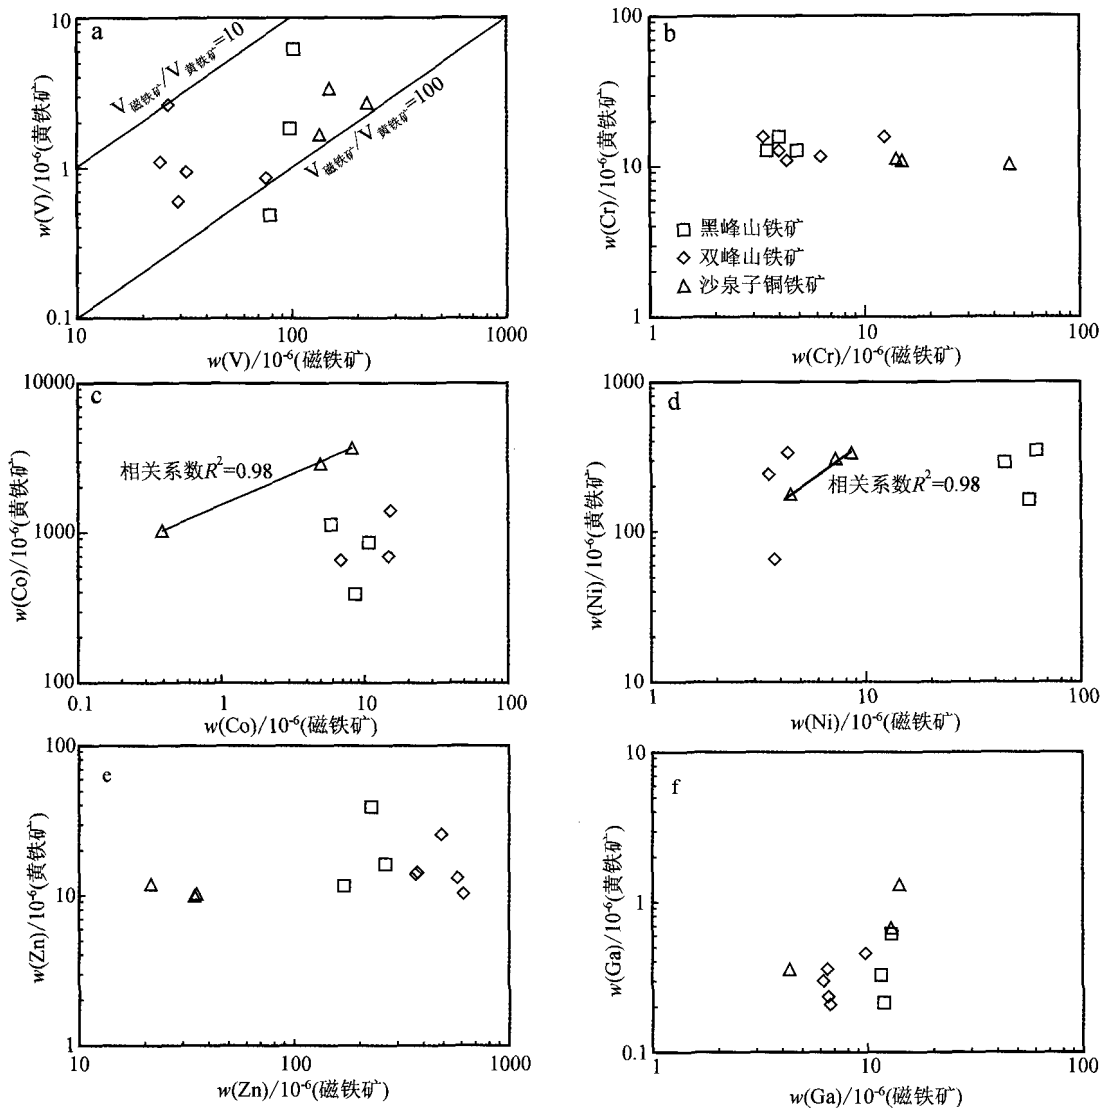 a
10
1
0.1
w(V)/10⁻⁶(黄铁矿)
V磁铁矿/V黄铁矿=10
V磁铁矿/V黄铁矿=100
10
100
1000
w(V)/10⁻⁶(磁铁矿)
b
100
10
1
w(Cr)/10⁻⁶(黄铁矿)
黑峰山铁矿
双峰山铁矿
沙泉子铜铁矿
1
10
100
w(Cr)/10⁻⁶(磁铁矿)
c
10000
1000
100
w(Co)/10⁻⁶(黄铁矿)
相关系数R²=0.98
0.1
1
10
100
w(Co)/10⁻⁶(磁铁矿)
d
1000
100
10
w(Ni)/10⁻⁶(黄铁矿)
相关系数R²=0.98
1
10
100
w(Ni)/10⁻⁶(磁铁矿)
e
100
10
1
w(Zn)/10⁻⁶(黄铁矿)
10
100
1000
w(Zn)/10⁻⁶(磁铁矿)
f
10
1
0.1
w(Ga)/10⁻⁶(黄铁矿)
1
10
100
w(Ga)/10⁻⁶(磁铁矿)